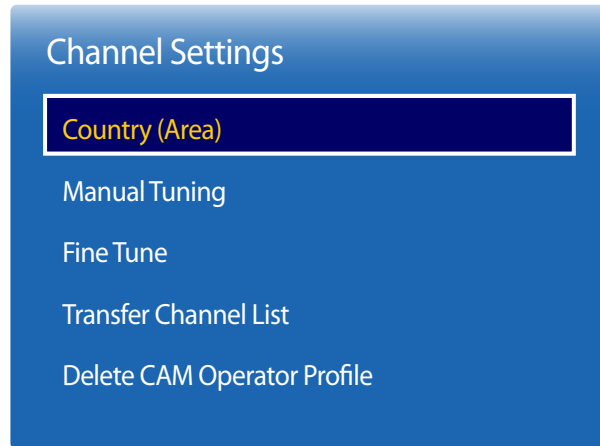 Channel Settings
Country (Area)
Manual Tuning
Fine Tune
Transfer Channel List
Delete CAM Operator Profile